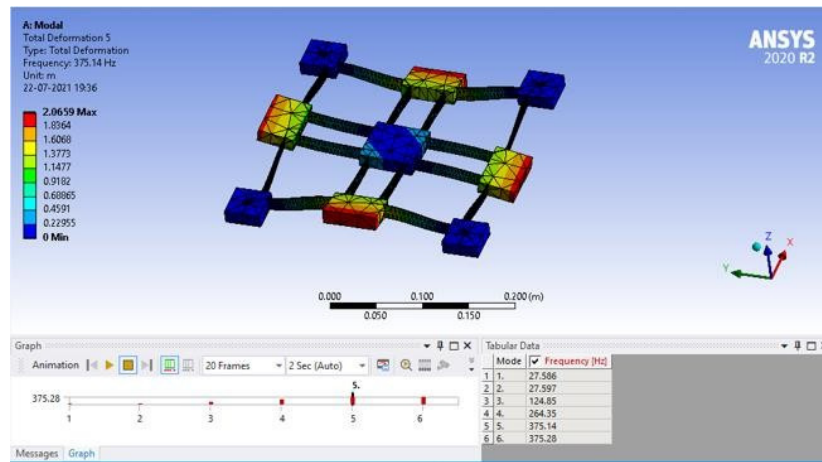 A: Modal
Total Deformation 5
Type: Total Deformation
Frequency: 375.14 Hz
Unit: m
22-07-2021 19:36
2.0659 Max
1.8364
1.6068
1.3773
1.1477
0.9182
0.68865
0.4591
0.22955
0 Min
ANSYS
2020 R2
Z
X
Y
0.000 0.100 0.200 (m)
0.050 0.150
Graph
Animation 20 Frames 2 Sec (Auto)
5.
375.28
1 2 3 4 5 6
Messages Graph
Tabular Data
Mode Frequency [Hz]
1 1. 27.586
2 2. 27.597
3 3. 124.85
4 4. 264.35
5 5. 375.14
6 6. 375.28